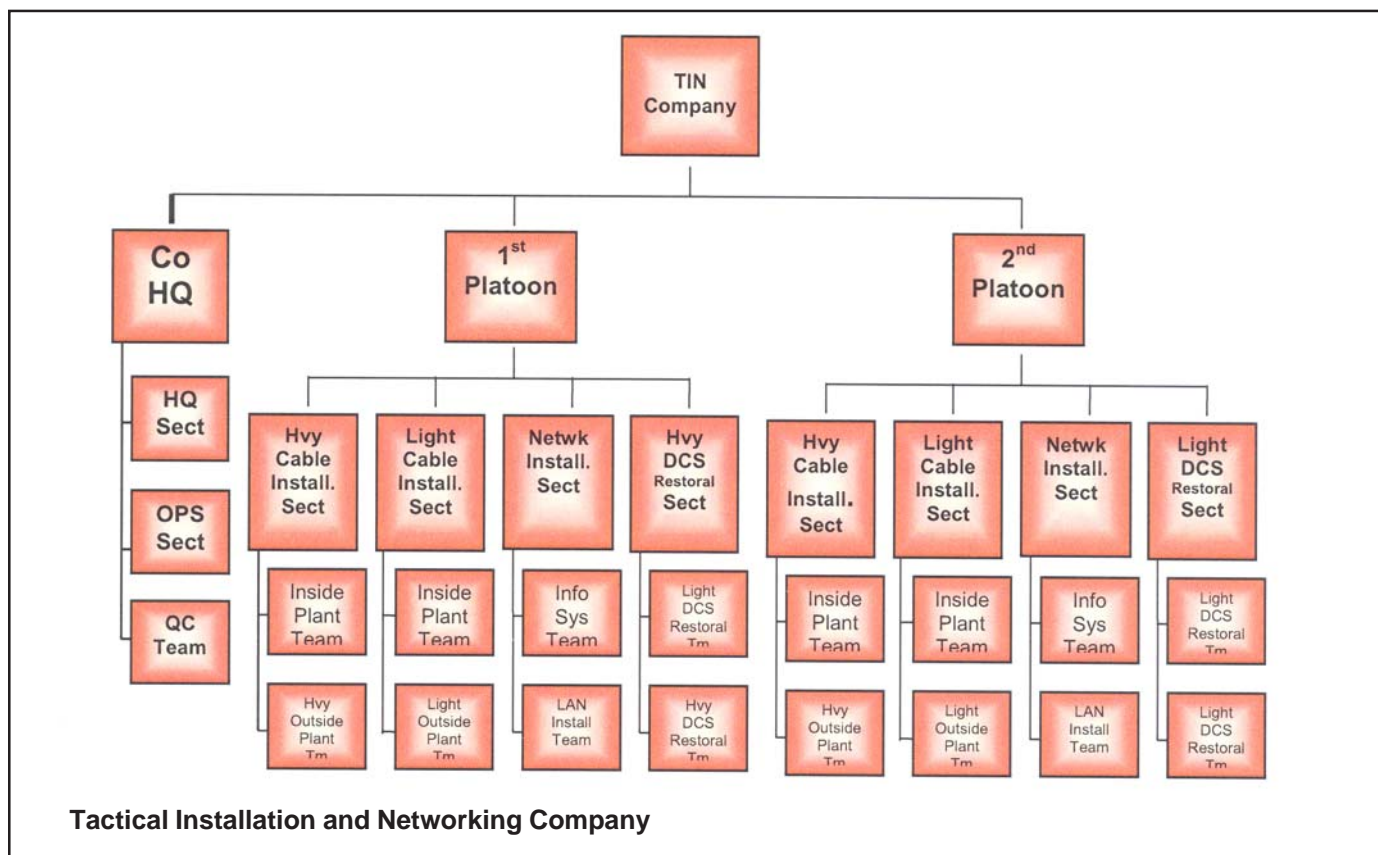 TIN
Company
Co
HQ
1st
Platoon
2nd
Platoon
HQ
Sect
OPS
Sect
QC
Team
Hvy
Cable
Install.
Sect
Light
Cable
Install.
Sect
Netwk
Install.
Sect
Hvy
DCS
Restoral
Sect
Hvy
Cable
Install.
Sect
Light
Cable
Install.
Sect
Netwk
Install.
Sect
Light
DCS
Restoral
Sect
Inside
Plant
Team
Inside
Plant
Team
Info
Sys
Team
Light
DCS
Restoral
Tm
Inside
Plant
Team
Inside
Plant
Team
Info
Sys
Team
Light
DCS
Restoral
Tm
Hvy
Outside
Plant
Tm
Light
Outside
Plant
Tm
LAN
Install
Team
Hvy
DCS
Restoral
Tm
Hvy
Outside
Plant
Tm
Light
Outside
Plant
Tm
LAN
Install
Team
Light
DCS
Restoral
Tm
Tactical Installation and Networking Company